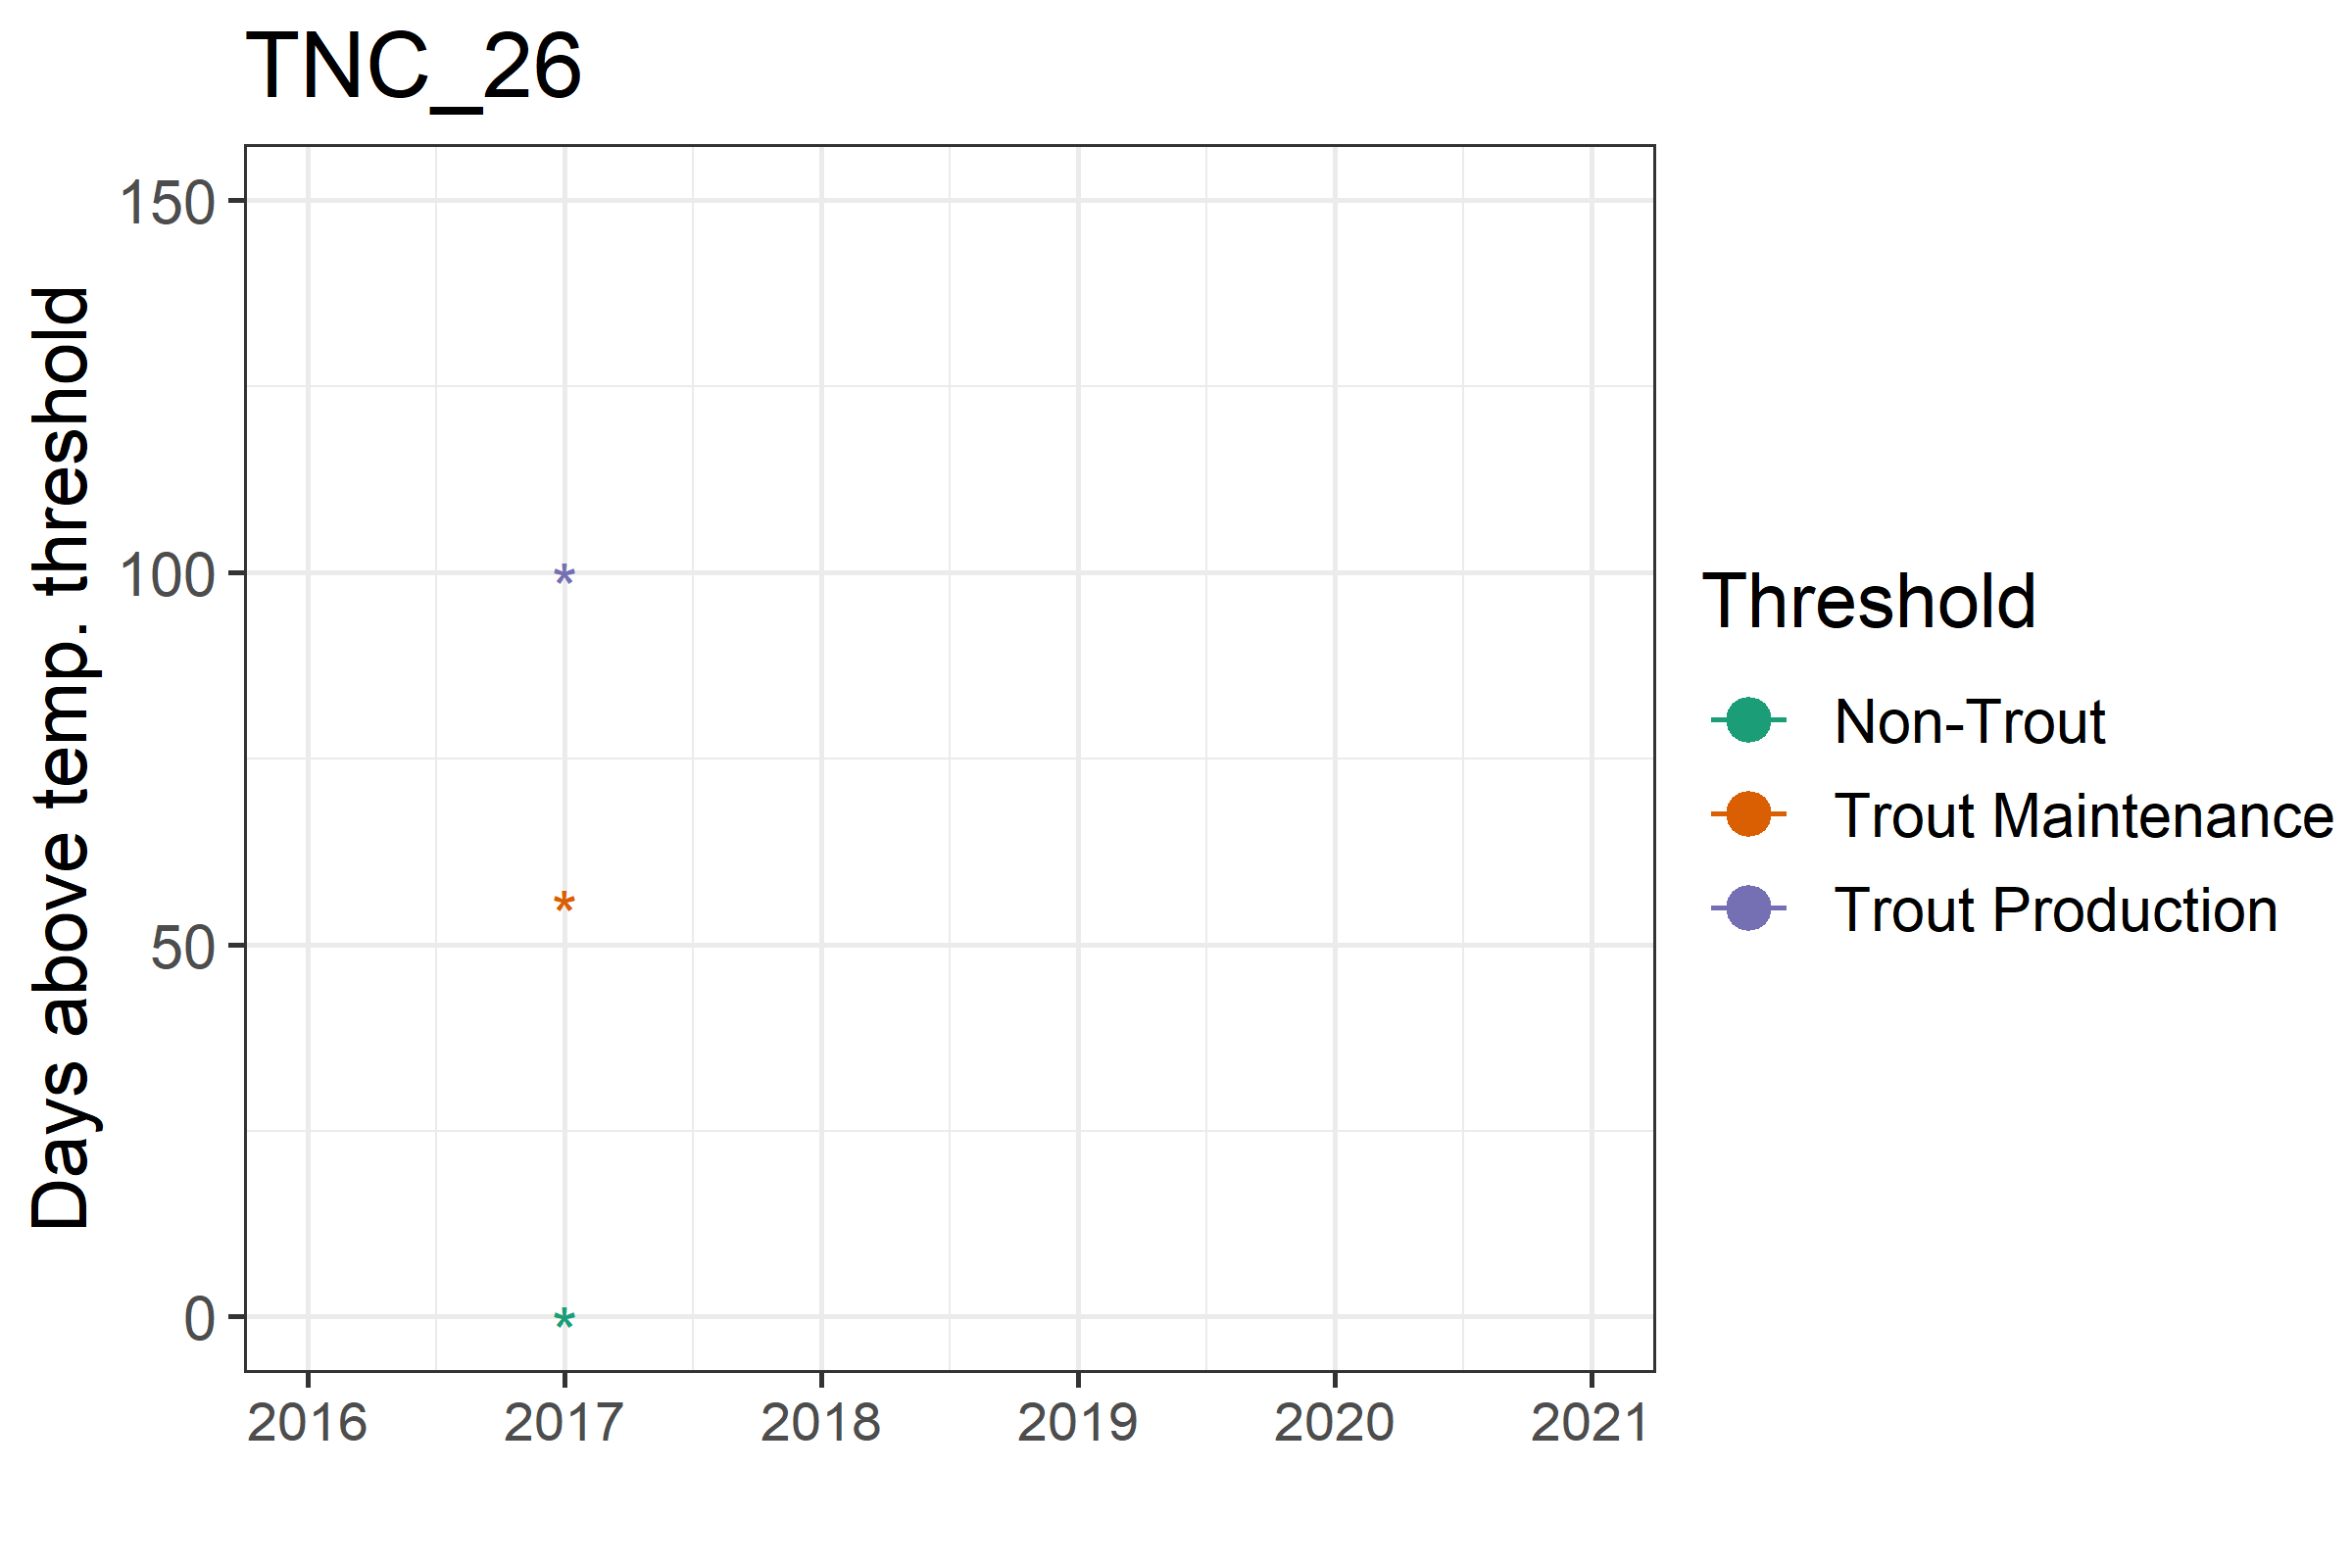 TNC_26
Days above temp. threshold
150
100
50
0
*
*
*
2016 2017 2018 2019 2020 2021
Threshold
Non-Trout
Trout Maintenance
Trout Production